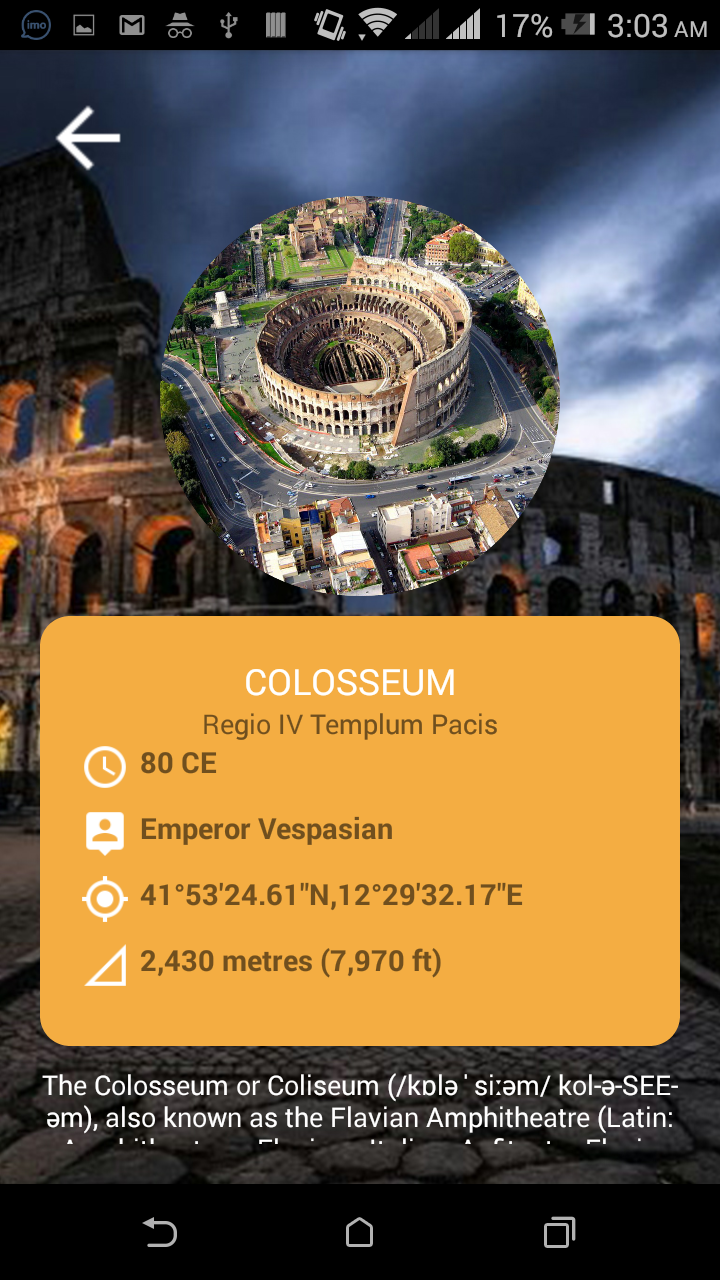 imo 17% 3:03 AM
COLOSSEUM
Regio IV Templum Pacis
80 CE
Emperor Vespasian
41°53'24.61"N,12°29'32.17"E
2,430 metres (7,970 ft)
The Colosseum or Coliseum (/kɒləˈsiːəm/ kol-ə-SEE-
əm), also known as the Flavian Amphitheatre (Latin: